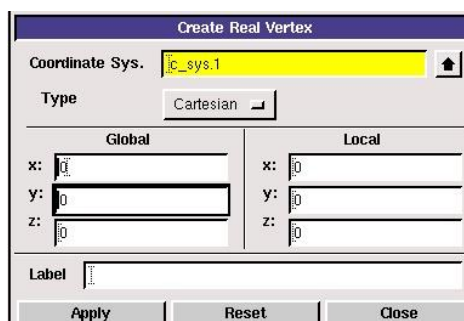 Create Real Vertex
Coordinate Sys. c_sys.1
Type Cartesian
Global Local
x: 0 x: 0
y: 0 y: 0
z: 0 z: 0
Label
Apply Reset Close